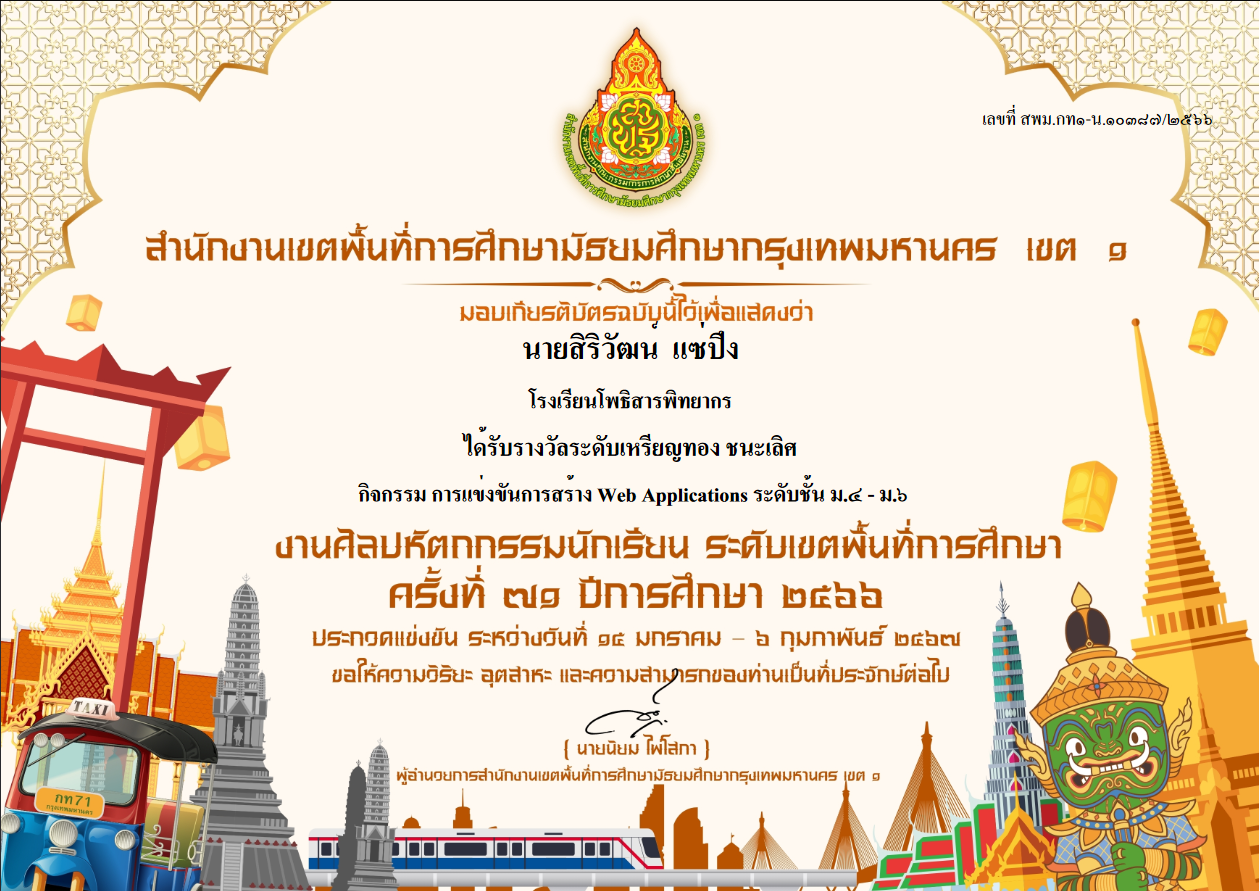 เลขที่ สพม.กท๑-น.๑๐๓๘๗/๒๕๖๖
สำนักงานเขตพื้นที่การศึกษามัธยมศึกษากรุงเทพมหานคร เขต ๑
มอบเกียรติบัตรฉบับนี้ไว้เพื่อแสดงว่า
นายสิริวัฒน์ แซ่ปึง
โรงเรียนโพธิสารพิทยากร
ได้รับรางวัลระดับเหรียญทอง ชนะเลิศ
กิจกรรม การแข่งขันการสร้าง Web Applications ระดับชั้น ม.๔ - ม.๖
งานศิลปหัตถกรรมนักเรียน ระดับเขตพื้นที่การศึกษา
ครั้งที่ ๗๑ ปีการศึกษา ๒๕๖๖
ประกวดแข่งขัน ระหว่างวันที่ ๑๕ มกราคม – ๖ กุมภาพันธ์ ๒๕๖๗
ขอให้ความวิริยะ อุตสาหะ และความสามารถของท่านเป็นที่ประจักษ์ต่อไป
( นายนิยม ไผ่โสภา )
ผู้อำนวยการสำนักงานเขตพื้นที่การศึกษามัธยมศึกษากรุงเทพมหานคร เขต ๑
TAXI
กท71
กรุงเทพมหานคร